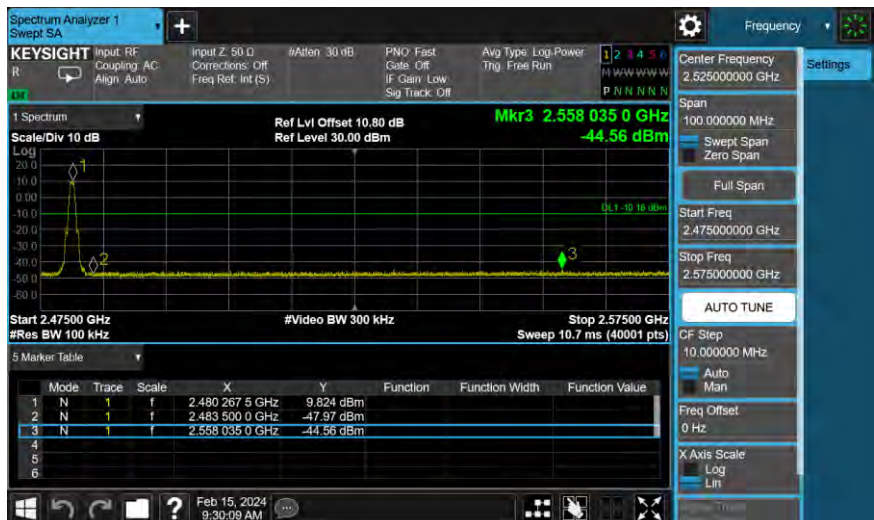 Spectrum Analyzer 1
Swept SA
+
Frequency
KEYSIGHT
R
Input: RF
Coupling: AC
Align: Auto
Input Z: 50 Ω
Corrections: Off
Freq Ref: Int (S)
#Atten: 30 dB
PNO: Fast
Gate: Off
IF Gain: Low
Sig Track: Off
Avg Type: Log-Power
Trig: Free Run
1 2 3 4 5 6
M W W W W W
P N N N N N
1 Spectrum
Scale/Div 10 dB
Ref Lvl Offset 10.80 dB
Ref Level 30.00 dBm
Mkr3 2.558 035 0 GHz
-44.56 dBm
Log
20.0
10.0
0.00
-10.0
-20.0
-30.0
-40.0
-50.0
-60.0
1
2
3
DL1 -10.18 dBm
Start 2.47500 GHz
#Res BW 100 kHz
#Video BW 300 kHz
Stop 2.57500 GHz
Sweep 10.7 ms (40001 pts)
5 Marker Table
Mode Trace Scale X Y Function Function Width Function Value
1 N 1 f 2.480 267 5 GHz 9.824 dBm
2 N 1 f 2.483 500 0 GHz -47.97 dBm
3 N 1 f 2.558 035 0 GHz -44.56 dBm
4
5
6
?
Feb 15, 2024
9:30:09 AM
Center Frequency
2.525000000 GHz
Settings
Span
100.000000 MHz
Swept Span
Zero Span
Full Span
Start Freq
2.475000000 GHz
Stop Freq
2.575000000 GHz
AUTO TUNE
CF Step
10.000000 MHz
Auto
Man
Freq Offset
0 Hz
X Axis Scale
Log
Lin